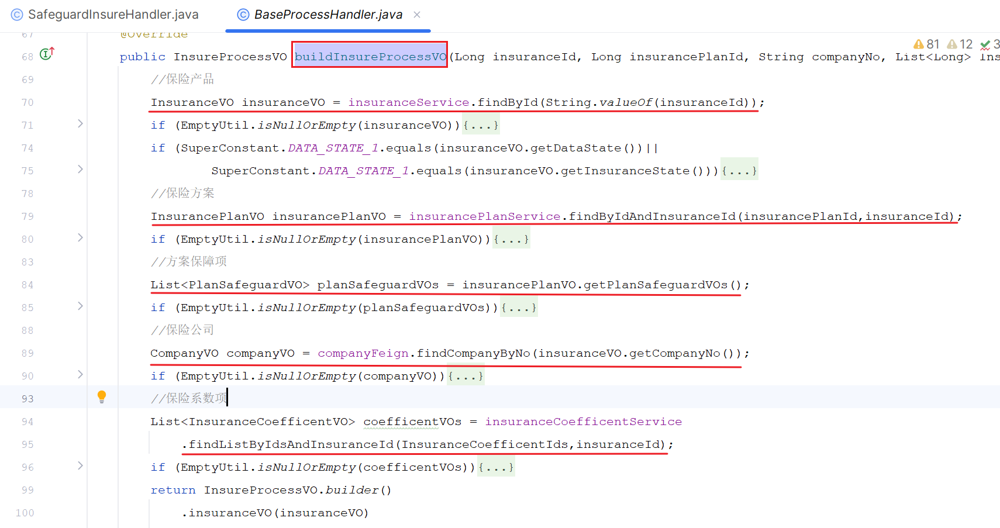 SafeguardInsureHandler.java BaseProcessHandler.java
67 @Override
81 12 3
68 public InsureProcessVO buildInsureProcessVO(Long insuranceId, Long insurancePlanId, String companyNo, List<Long> Ins
69 //保险产品
70 InsuranceVO insuranceVO = insuranceService.findById(String.valueOf(insuranceId));
71 if (EmptyUtil.isNullOrEmpty(insuranceVO)){...}
74 if (SuperConstant.DATA_STATE_1.equals(insuranceVO.getDataState())||
75 SuperConstant.DATA_STATE_1.equals(insuranceVO.getInsuranceState())){...}
78 //保险方案
79 InsurancePlanVO insurancePlanVO = insurancePlanService.findByIdAndInsuranceId(insurancePlanId,insuranceId);
80 if (EmptyUtil.isNullOrEmpty(insurancePlanVO)){...}
83 //方案保障项
84 List<PlanSafeguardVO> planSafeguardVOs = insurancePlanVO.getPlanSafeguardVOs();
85 if (EmptyUtil.isNullOrEmpty(planSafeguardVOs)){...}
88 //保险公司
89 CompanyVO companyVO = companyFeign.findCompanyByNo(insuranceVO.getCompanyNo());
90 if (EmptyUtil.isNullOrEmpty(companyVO)){...}
93 //保险系数项
94 List<InsuranceCoefficentVO> coefficentVOs = insuranceCoefficentService
95 .findListByIdsAndInsuranceId(InsuranceCoefficentIds,insuranceId);
96 if (EmptyUtil.isNullOrEmpty(coefficentVOs)){...}
99 return InsureProcessVO.builder()
100 .insuranceVO(insuranceVO)